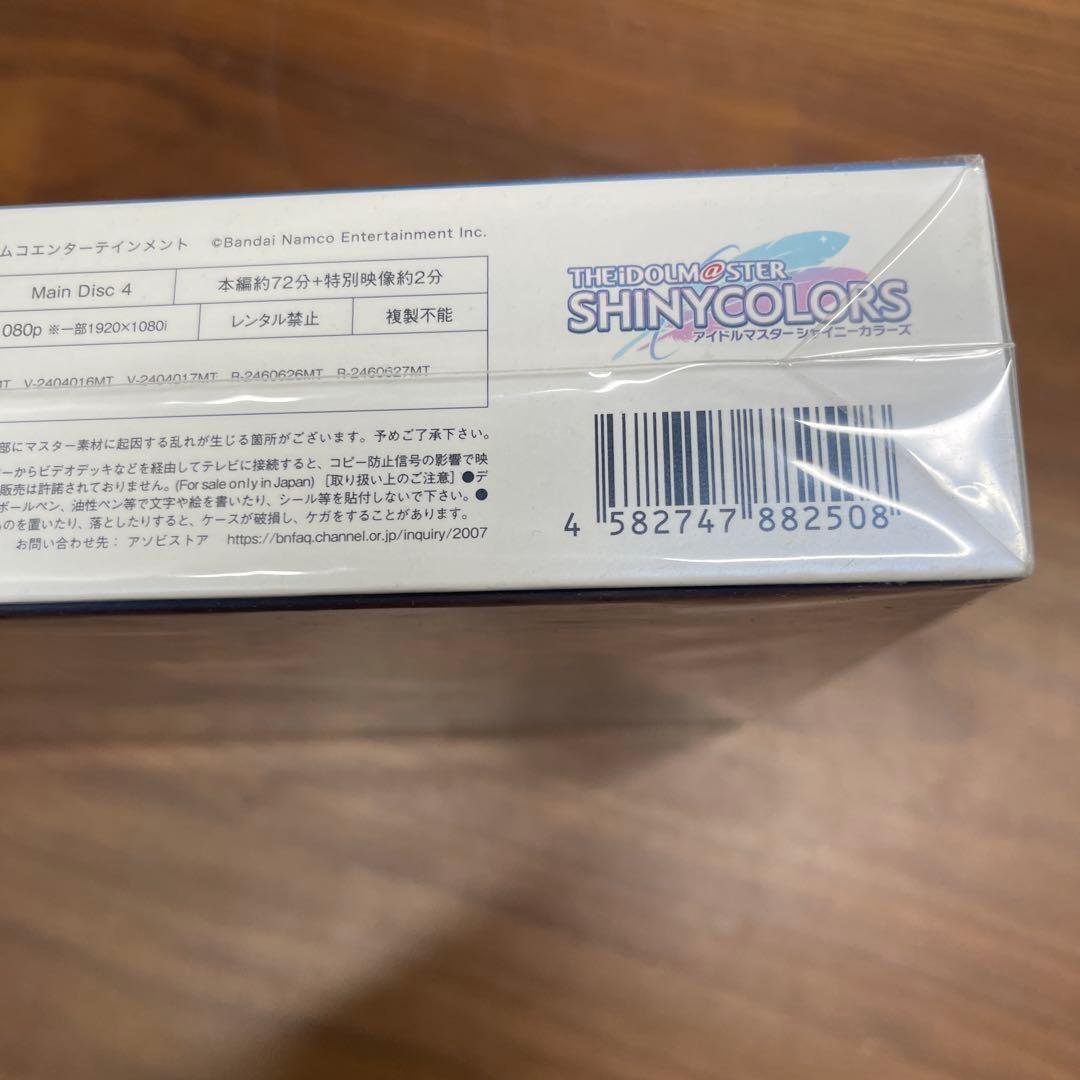 ムコエンターテインメント ©Bandai Namco Entertainment Inc.
Main Disc 4 本編約72分+特別映像約2分
080p ※一部1920×1080i レンタル禁止 複製不能
MT V-2404016MT V-2404017MT R-2460626MT R-2460627MT
部にマスター素材に起因する乱れが生じる箇所がございます。予めご了承下さい。
ーからビデオデッキなどを経由してテレビに接続すると、コピー防止信号の影響で映
販売は許諾されておりません。(For sale only in Japan) [取り扱い上のご注意] ●デ
ボールペン、油性ペン等で文字や絵を書いたり、シール等を貼付しないで下さい。●
ものを置いたり、落としたりすると、ケースが破損し、ケガをすることがあります。
お問い合わせ先： アソビストア https://bnfaq.channel.or.jp/inquiry/2007
THE iDOLM@STER
SHINYCOLORS
アイドルマスター シャイニーカラーズ
4 582747 882508